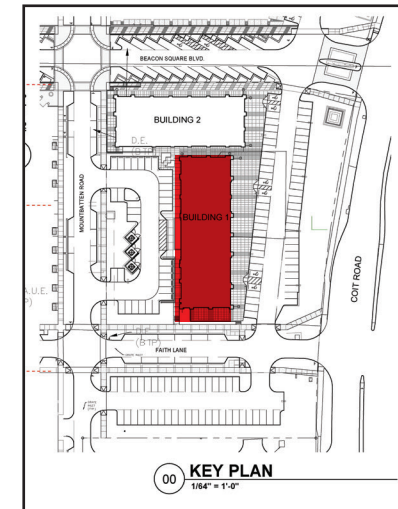 BEACON SQUARE BLVD.
BUILDING 2
D.E.
MOUNTBATTEN ROAD
BUILDING 1
COIT ROAD
A.U.E.
(BTP)
FAITH LANE
00
KEY PLAN
1/64" = 1'-0"